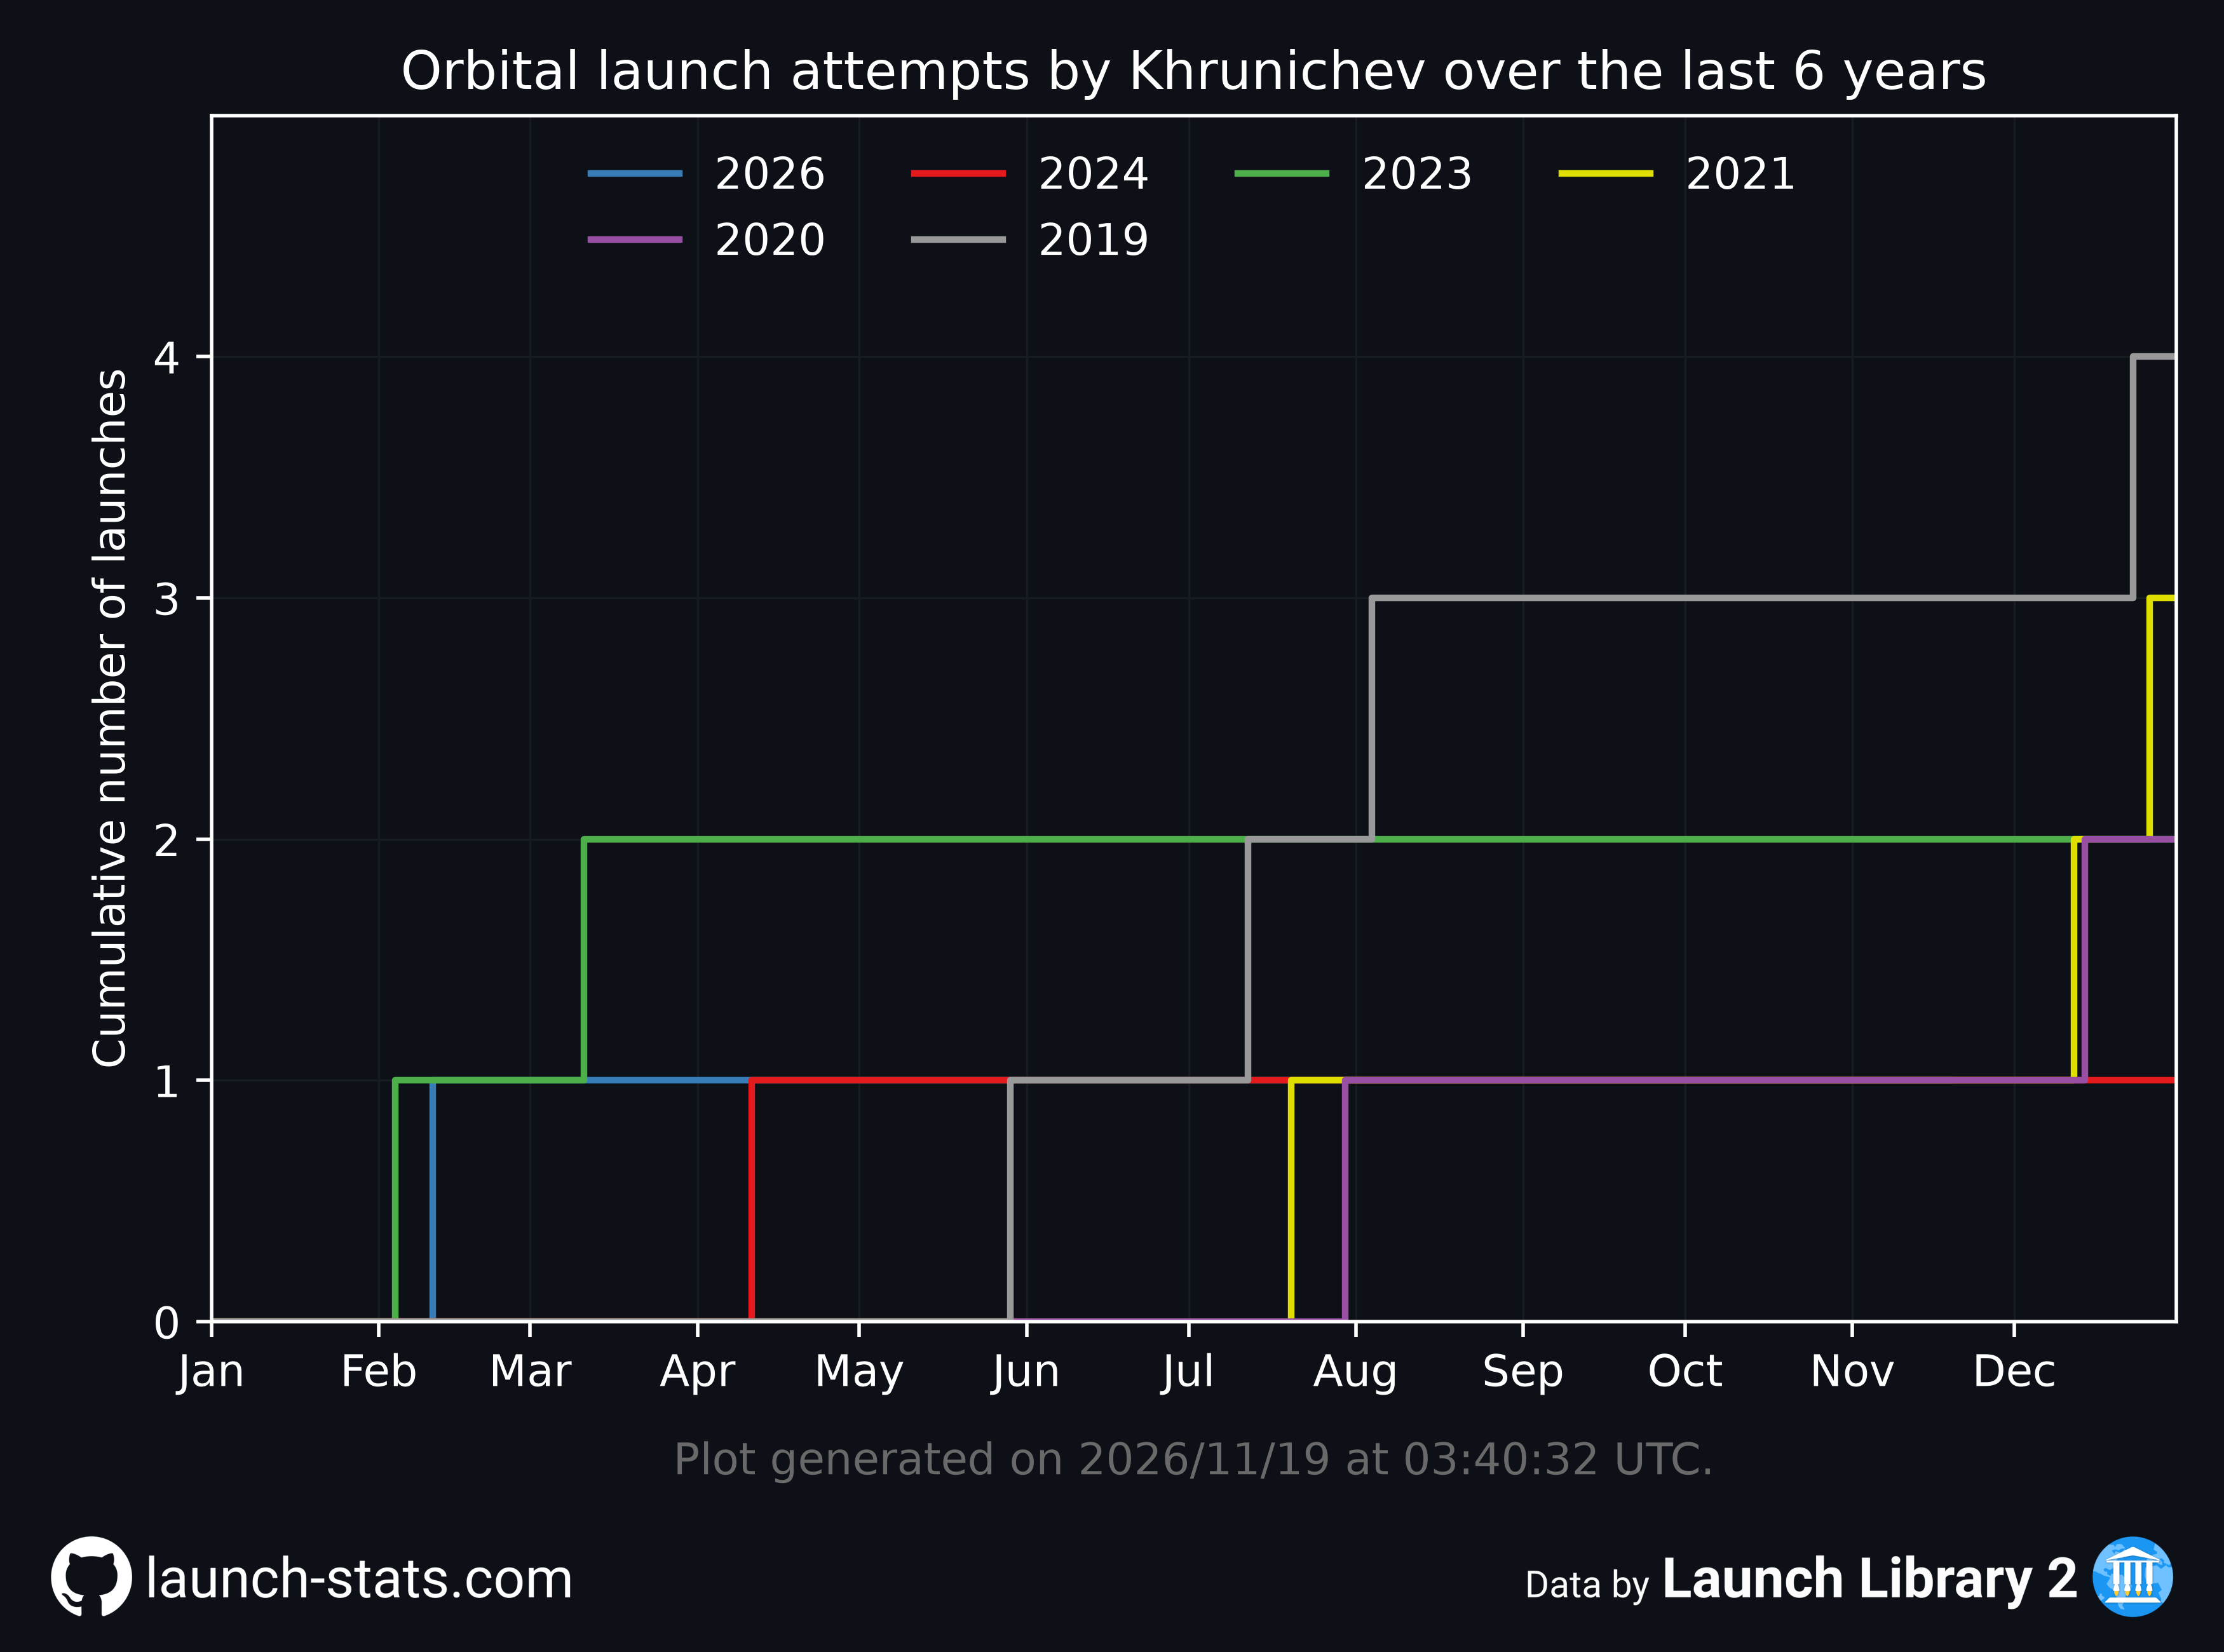 Orbital launch attempts by Khrunichev over the last 6 years
2026 2024 2023 2021
2020 2019
Cumulative number of launches
4
3
2
1
0
Jan Feb Mar Apr May Jun Jul Aug Sep Oct Nov Dec
Plot generated on 2026/11/19 at 03:40:32 UTC.
launch-stats.com
Data by Launch Library 2